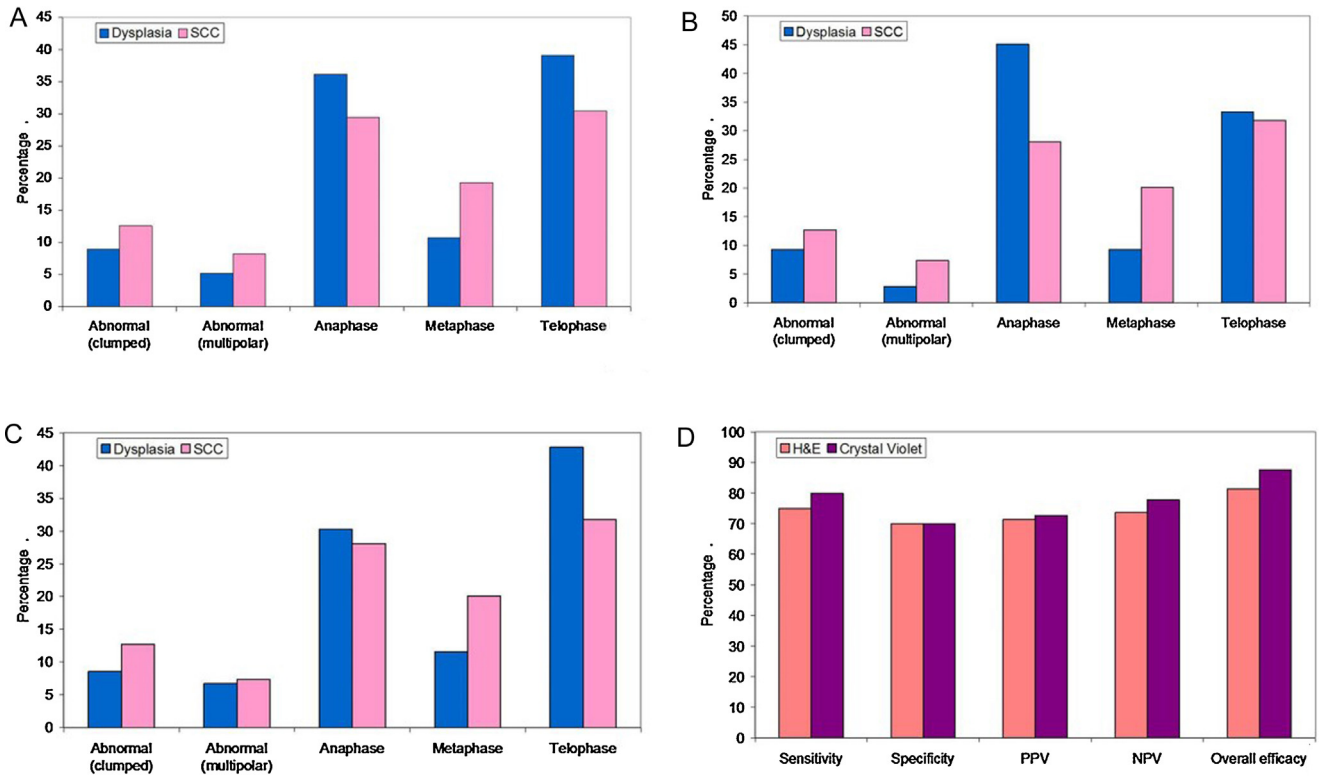 A
Dysplasia SCC
45
40
35
30
25
20
15
10
5
0
Percentage .
Abnormal (clumped)
Abnormal (multipolar)
Anaphase
Metaphase
Telophase
B
Dysplasia SCC
50
45
40
35
30
25
20
15
10
5
0
Percentage .
Abnormal (clumped)
Abnormal (multipolar)
Anaphase
Metaphase
Telophase
C
Dysplasia SCC
45
40
35
30
25
20
15
10
5
0
Percentage .
Abnormal (clumped)
Abnormal (multipolar)
Anaphase
Metaphase
Telophase
D
H&E Crystal Violet
100
90
80
70
60
50
40
30
20
10
0
Percentage .
Sensitivity
Specificity
PPV
NPV
Overall efficacy